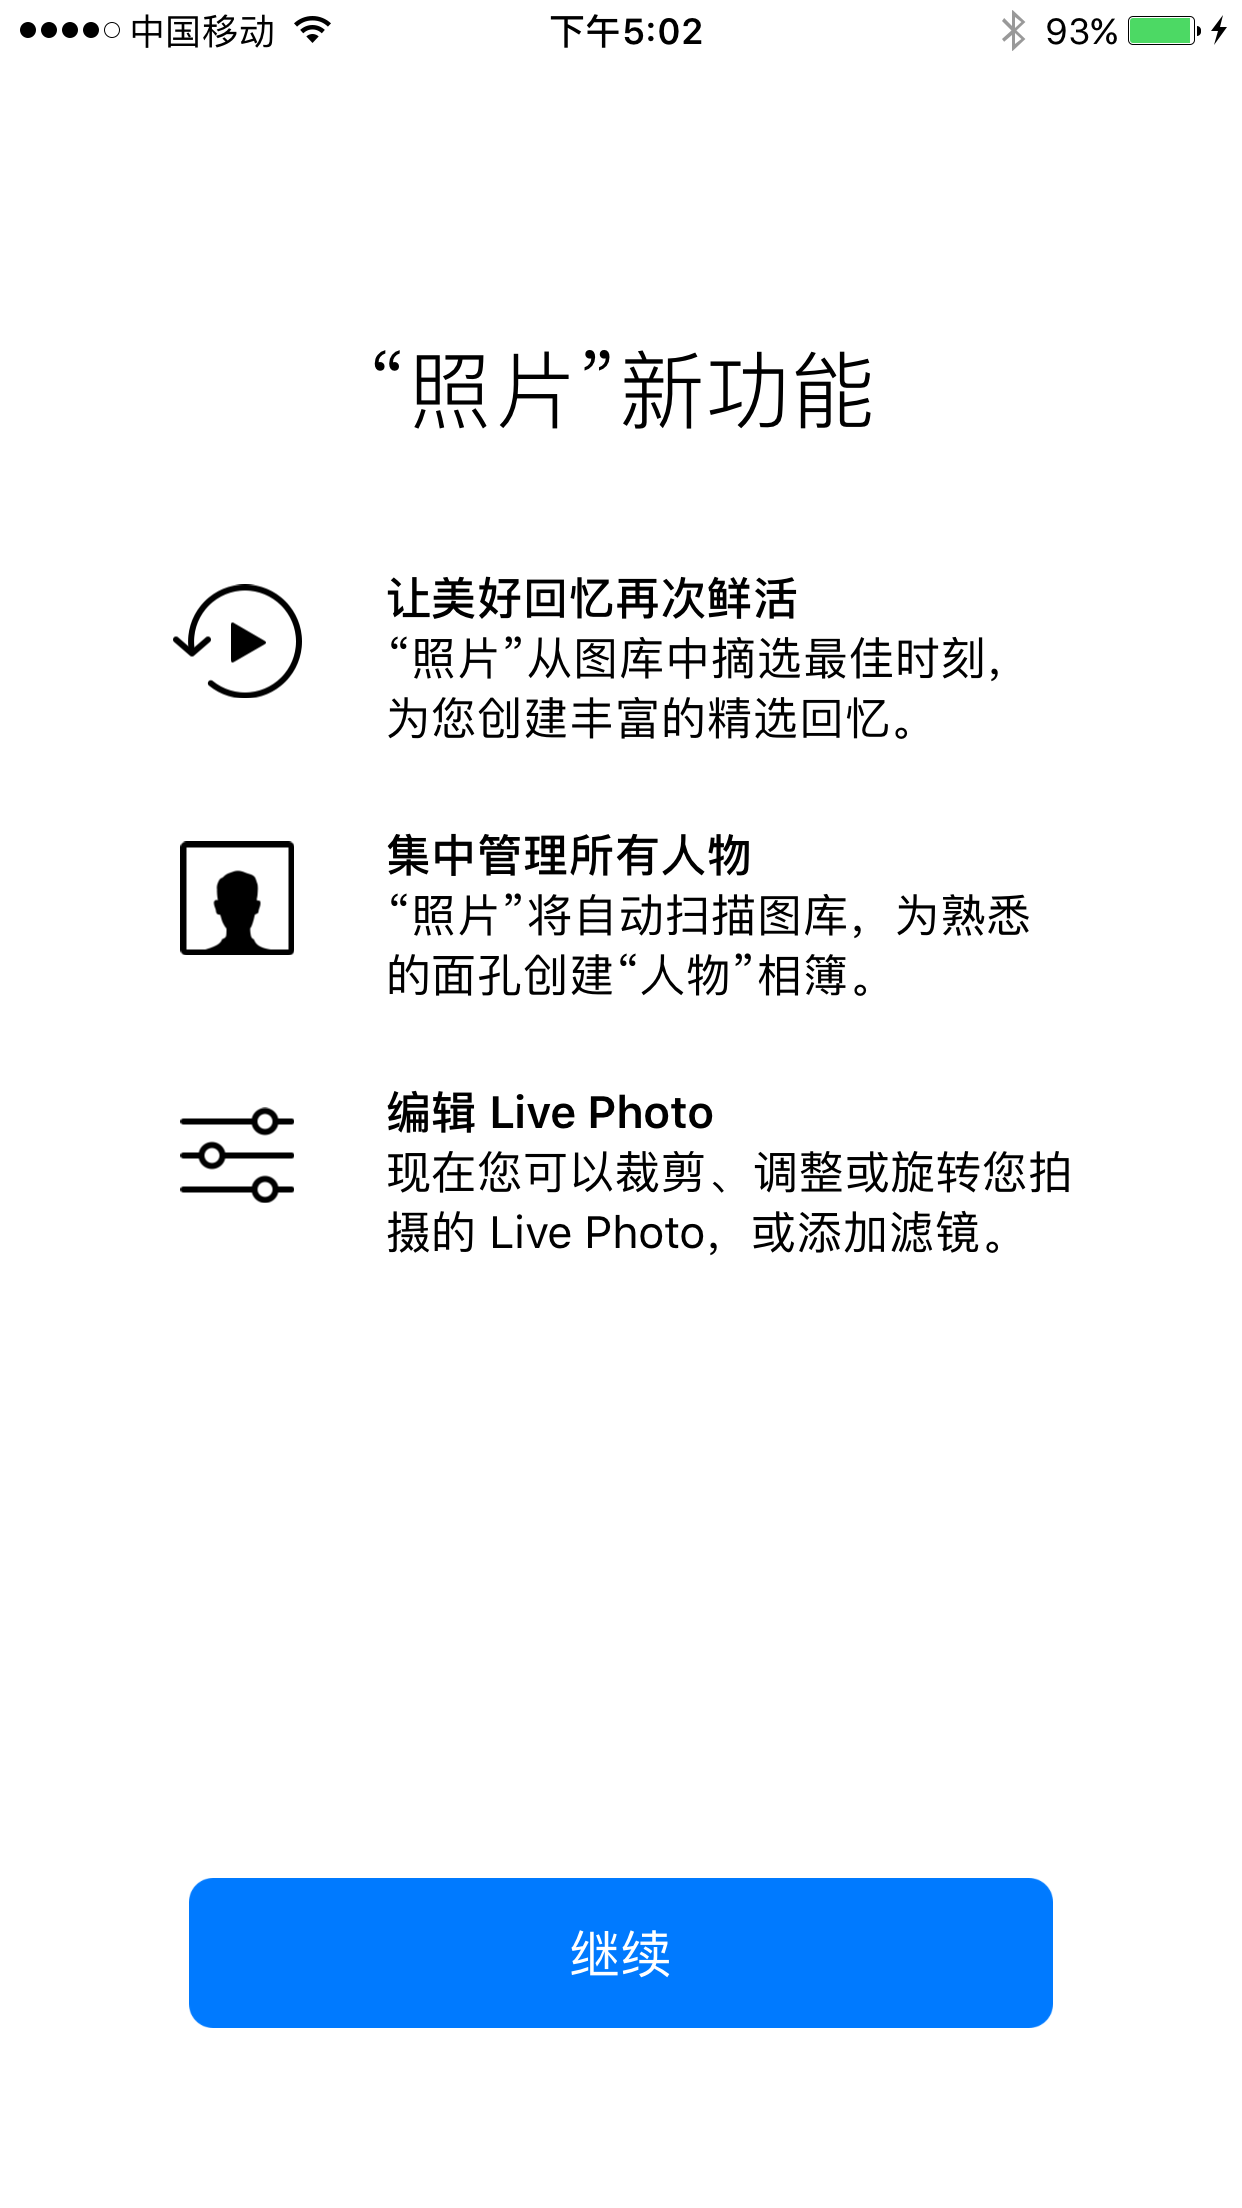 中国移动 下午5:02 93%
“照片”新功能
让美好回忆再次鲜活
“照片”从图库中摘选最佳时刻，
为您创建丰富的精选回忆。
集中管理所有人物
“照片”将自动扫描图库，为熟悉
的面孔创建“人物”相簿。
编辑 Live Photo
现在您可以裁剪、调整或旋转您拍
摄的 Live Photo，或添加滤镜。
继续